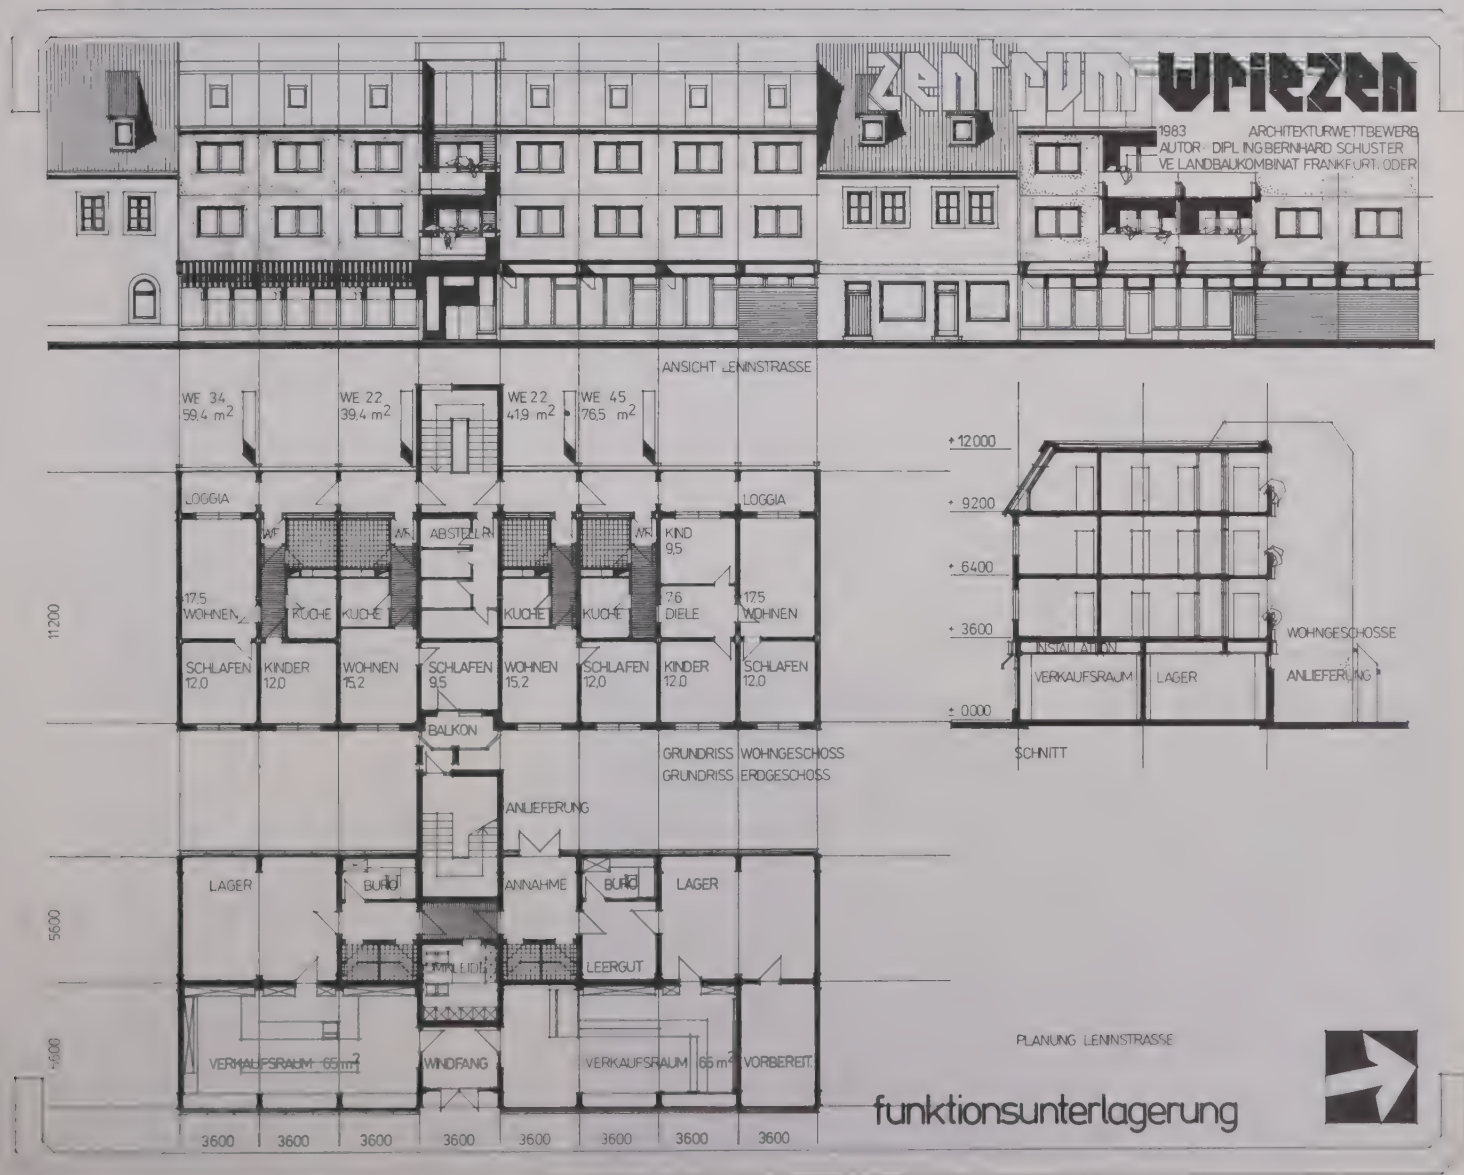 zentrum wriezen
1983 ARCHITEKTURWETTBEWERB
AUTOR · DIPL ING BERNHARD SCHUSTER
VE LANDBAUKOMBINAT FRANKFURT. ODER
ANSICHT LENINSTRASSE
WE 34
59,4 m²
WE 22
39,4 m²
WE 22
41,9 m²
WE 45
76,5 m²
LOGGIA
LOGGIA
WF
WF
ABSTELLR.
WF
KIND
9,5
17,5
WOHNEN
KÜCHE
KÜCHE
KÜCHE
KÜCHE
7,6
DIELE
17,5
WOHNEN
11200
SCHLAFEN
12,0
KINDER
12,0
WOHNEN
15,2
SCHLAFEN
9,5
WOHNEN
15,2
SCHLAFEN
12,0
KINDER
12,0
SCHLAFEN
12,0
BALKON
GRUNDRISS WOHNGESCHOSS
GRUNDRISS ERDGESCHOSS
+ 12000
+ 9200
+ 6400
+ 3600
± 0000
INSTALLATION
VERKAUFSRAUM
LAGER
WOHNGESCHOSSE
ANLIEFERUNG
SCHNITT
ANLIEFERUNG
LAGER
BÜRO
ANNAHME
BÜRO
LAGER
5600
UMKLEIDE
LEERGUT
5600
VERKAUFSRAUM 65 m²
WINDFANG
VERKAUFSRAUM 65 m²
VORBEREIT.
3600
3600
3600
3600
3600
3600
3600
3600
PLANUNG LENINSTRASSE
funktionsunterlagerung